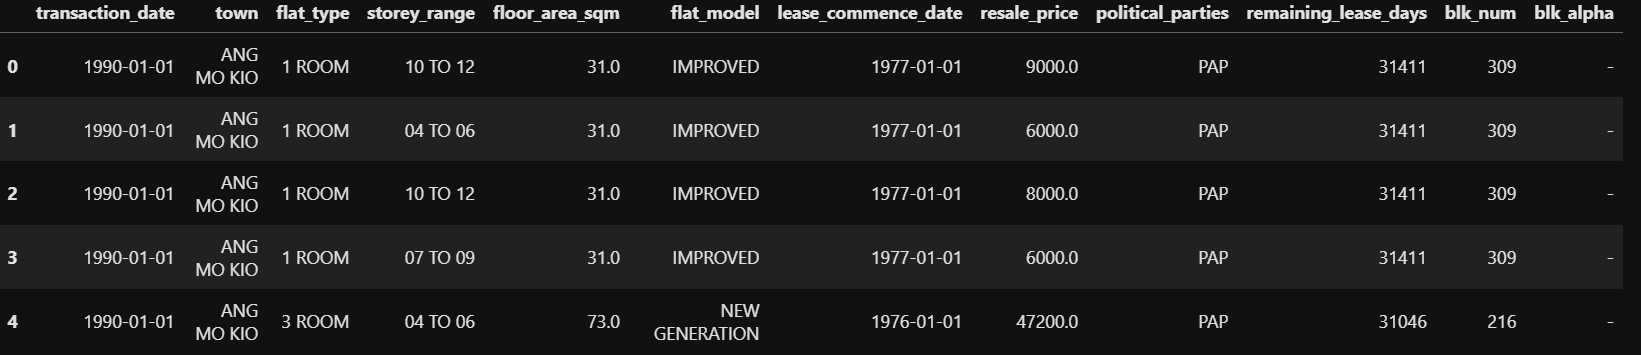 transaction_date town flat_type storey_range floor_area_sqm flat_model lease_commence_date resale_price political_parties remaining_lease_days blk_num blk_alpha
0 1990-01-01 ANG MO KIO 1 ROOM 10 TO 12 31.0 IMPROVED 1977-01-01 9000.0 PAP 31411 309 -
1 1990-01-01 ANG MO KIO 1 ROOM 04 TO 06 31.0 IMPROVED 1977-01-01 6000.0 PAP 31411 309 -
2 1990-01-01 ANG MO KIO 1 ROOM 10 TO 12 31.0 IMPROVED 1977-01-01 8000.0 PAP 31411 309 -
3 1990-01-01 ANG MO KIO 1 ROOM 07 TO 09 31.0 IMPROVED 1977-01-01 6000.0 PAP 31411 309 -
4 1990-01-01 ANG MO KIO 3 ROOM 04 TO 06 73.0 NEW GENERATION 1976-01-01 47200.0 PAP 31046 216 -